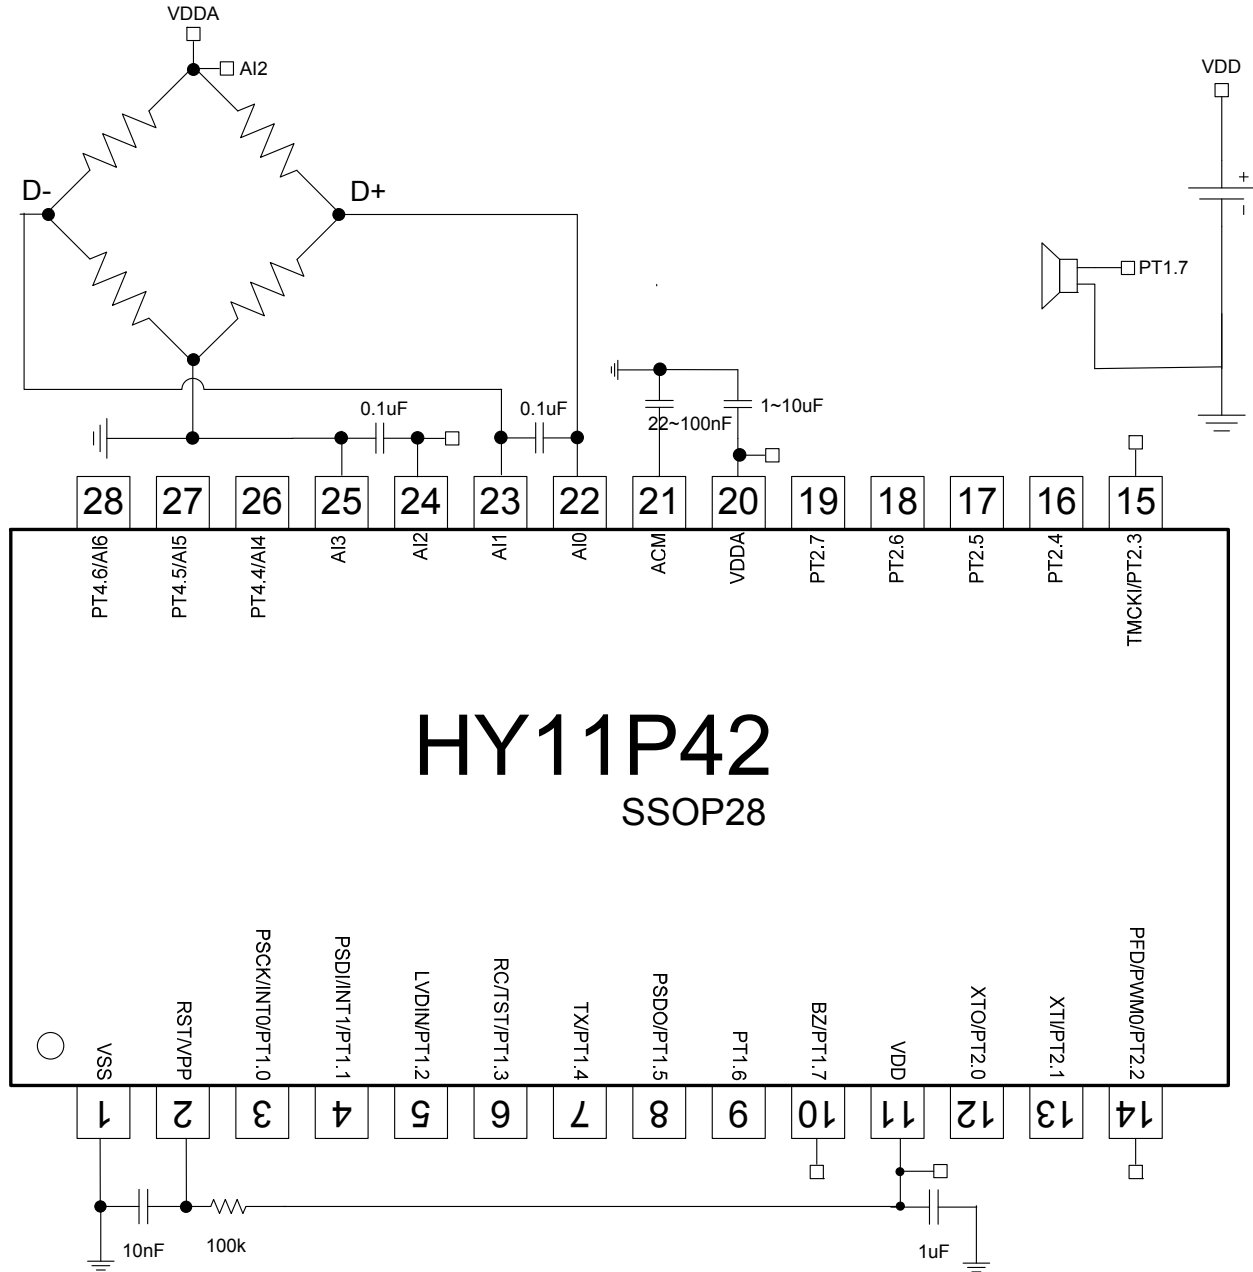 VDDA
AI2
VDD
D-
D+
+
−
PT1.7
0.1uF
0.1uF
22~100nF
1~10uF
28
27
26
25
24
23
22
21
20
19
18
17
16
15
PT4.6/AI6
PT4.5/AI5
PT4.4/AI4
AI3
AI2
AI1
AI0
ACM
VDDA
PT2.7
PT2.6
PT2.5
PT2.4
TMCKI/PT2.3
HY11P42
SSOP28
VSS
RST/VPP
PSCK/INT0/PT1.0
PSDI/INT1/PT1.1
LVDIN/PT1.2
RC/TST/PT1.3
TX/PT1.4
PSDO/PT1.5
PT1.6
BZ/PT1.7
VDD
XTO/PT2.0
XTI/PT2.1
PFD/PWM0/PT2.2
1
2
3
4
5
6
7
8
9
10
11
12
13
14
10nF
100k
1uF